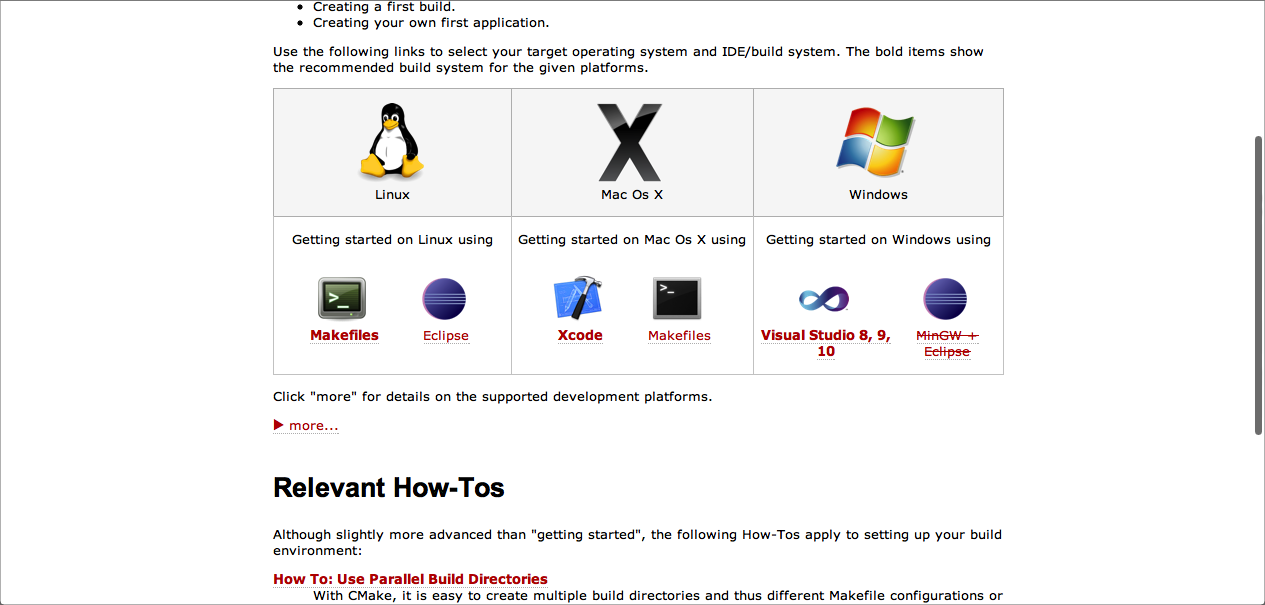 • Creating a first build.
• Creating your own first application.
Use the following links to select your target operating system and IDE/build system. The bold items show
the recommended build system for the given platforms.
Linux
Mac Os X
Windows
Getting started on Linux using
Getting started on Mac Os X using
Getting started on Windows using
>_
>_
Makefiles
Eclipse
Xcode
Makefiles
Visual Studio 8, 9,
10
MinGW +
Eclipse
Click "more" for details on the supported development platforms.
▶ more...
Relevant How-Tos
Although slightly more advanced than "getting started", the following How-Tos apply to setting up your build
environment:
How To: Use Parallel Build Directories
With CMake, it is easy to create multiple build directories and thus different Makefile configurations or